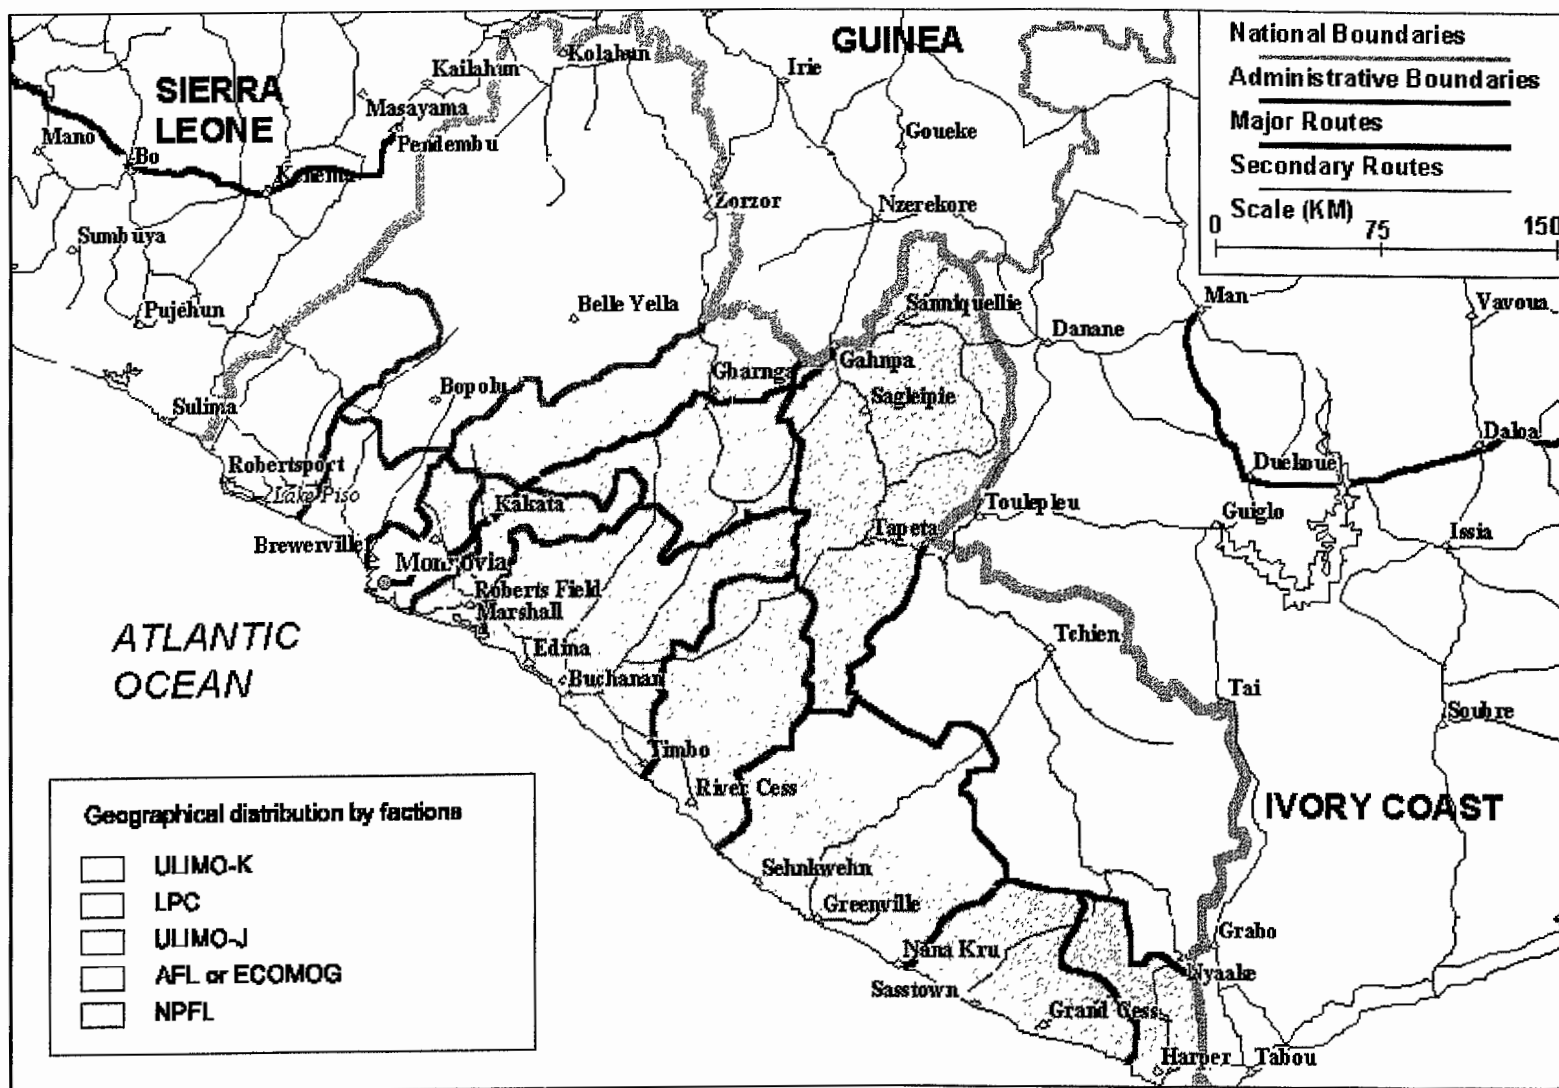 GUINEA
SIERRA
LEONE
National Boundaries
Administrative Boundaries
Major Routes
Secondary Routes
Scale (KM)
0
75
150
Kolahun
Kailahun
Irie
Masayama
Mano
Bo
Pendembu
Goueke
Kenema
Zorzor
Nzerekore
Sumbuya
Pujehun
Belle Yella
Sanniquellie
Man
Vavoua
Danane
Gbarnga
Gahnpa
Bopolu
Sagleipie
Sulima
Daloa
Robertsport
Lake Piso
Duekoue
Kakata
Toulepleu
Guiglo
Tapeta
Issia
Brewerville
Monrovia
Roberts Field
Marshall
ATLANTIC
OCEAN
Edina
Buchanan
Tchien
Tai
Soubre
Timbo
River Cess
IVORY COAST
Geographical distribution by factions
ULIMO-K
LPC
ULIMO-J
AFL or ECOMOG
NPFL
Sehnkwehn
Greenville
Nana Kru
Sasstown
Grand Cess
Grabo
Nyaake
Harper
Tabou